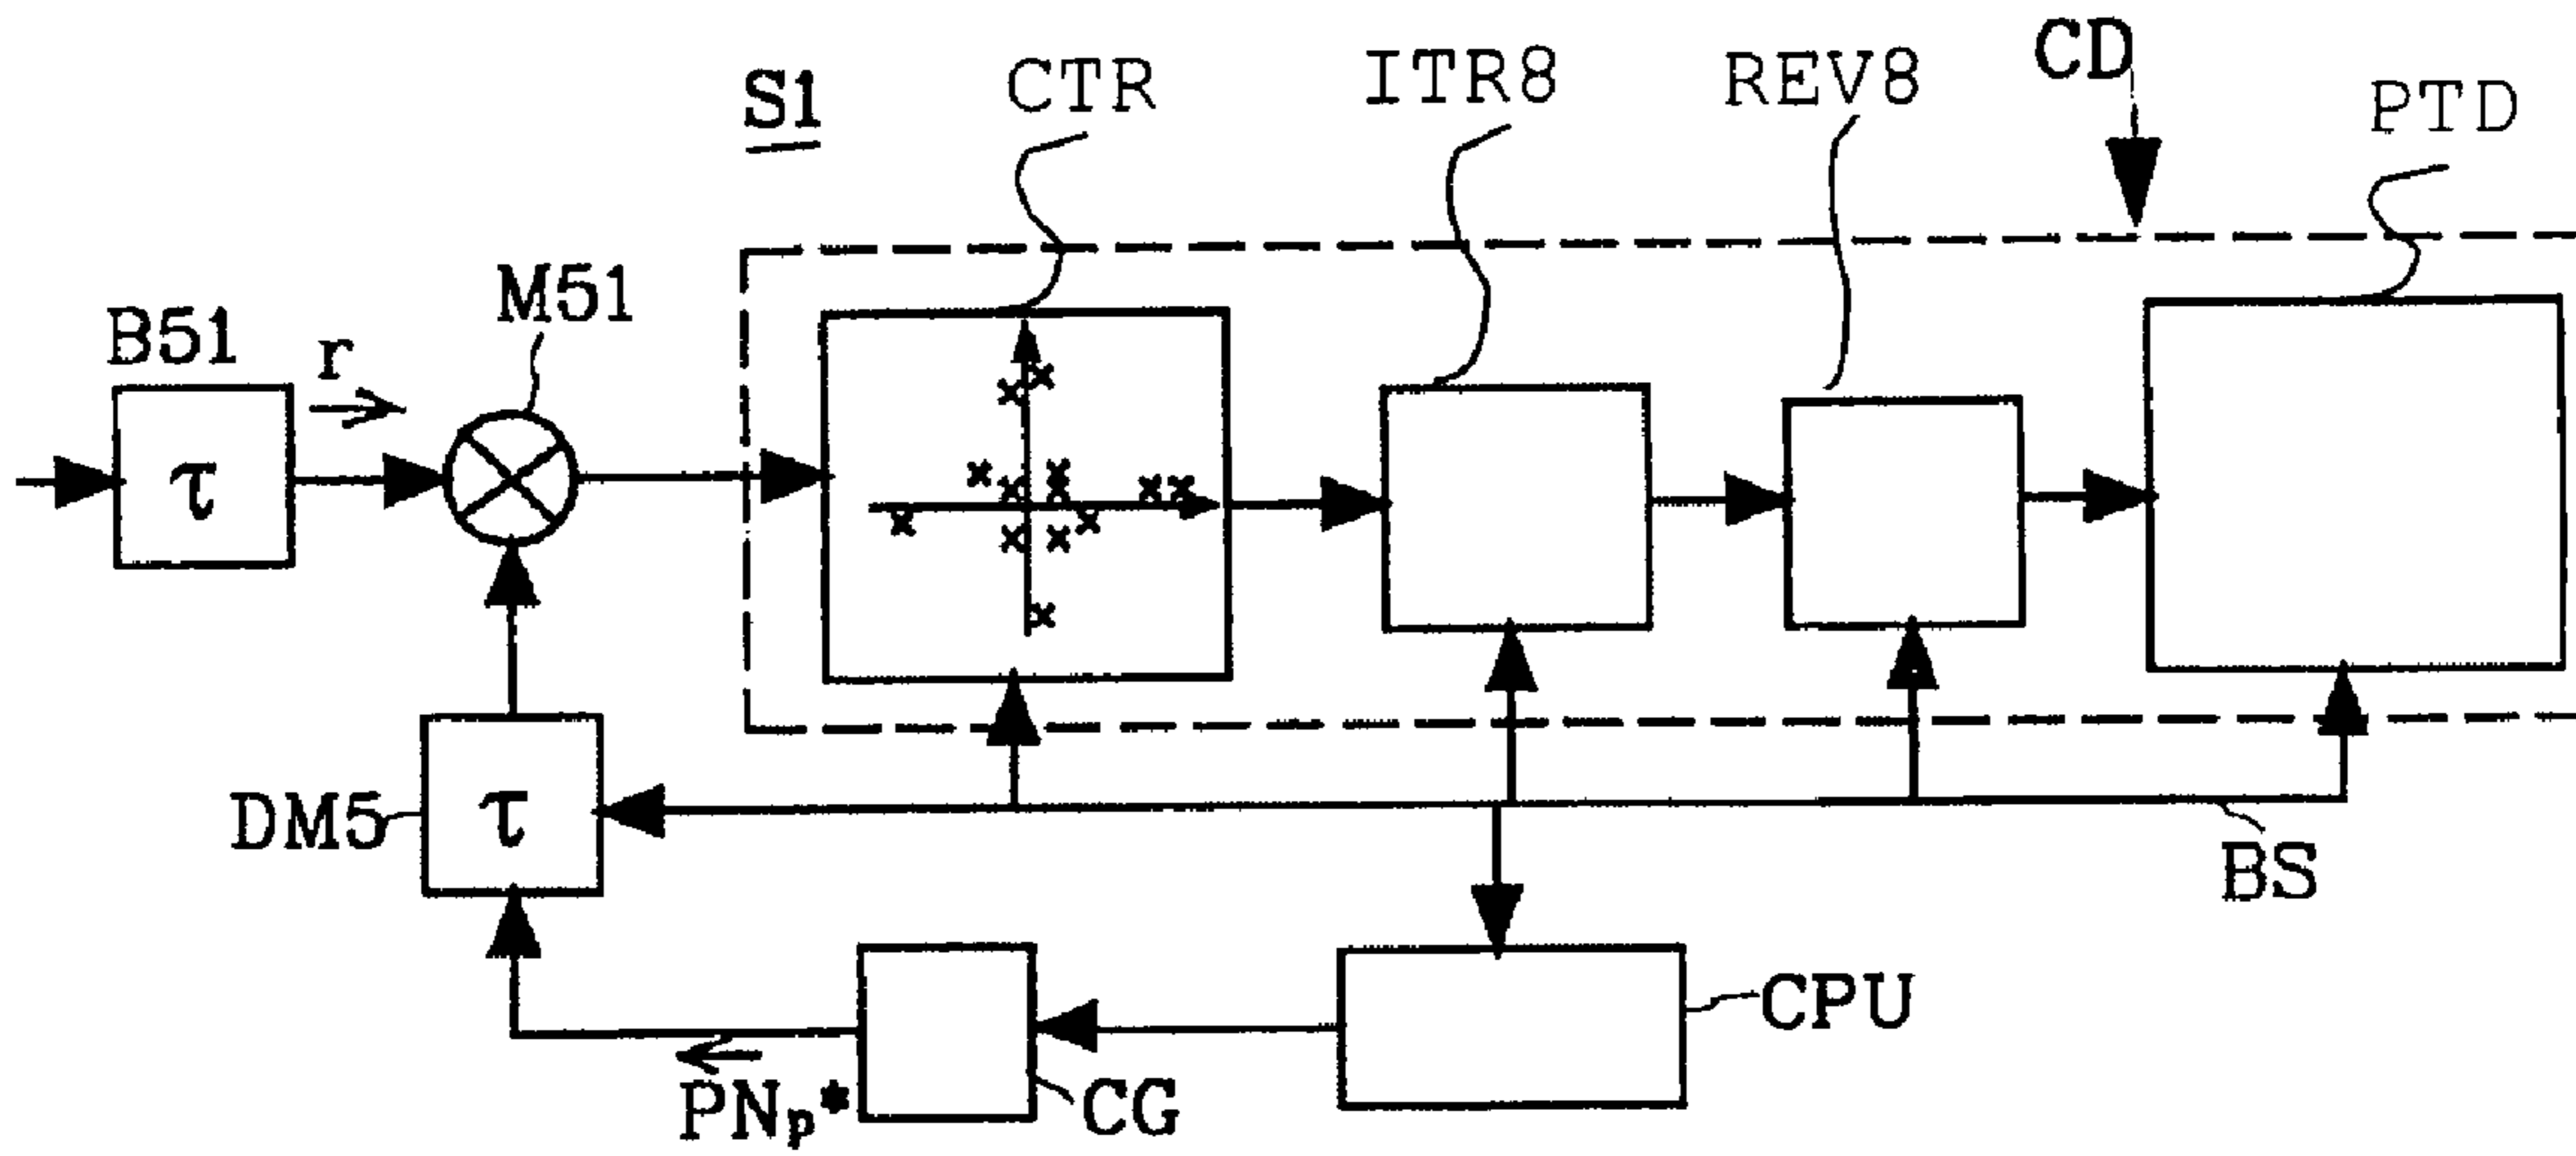 S1
CTR
ITR8
REV8
CD
PTD
B51
r
M51
τ
DM5
τ
BS
CPU
CG
PNp*